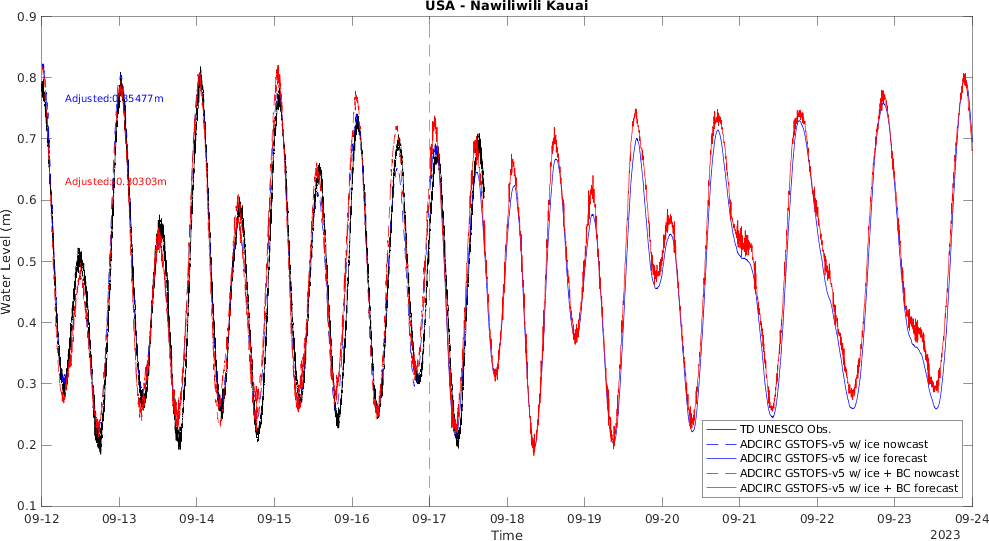 USA - Nawiliwili Kauai
0.9
0.8
0.7
0.6
0.5
0.4
0.3
0.2
0.1
Water Level (m)
TD UNESCO Obs.
ADCIRC GSTOFS-v5 w/ ice nowcast
ADCIRC GSTOFS-v5 w/ ice forecast
ADCIRC GSTOFS-v5 w/ ice + BC nowcast
ADCIRC GSTOFS-v5 w/ ice + BC forecast
09-12 09-13 09-14 09-15 09-16 09-17 09-18 09-19 09-20 09-21 09-22 09-23 09-24
Time
2023